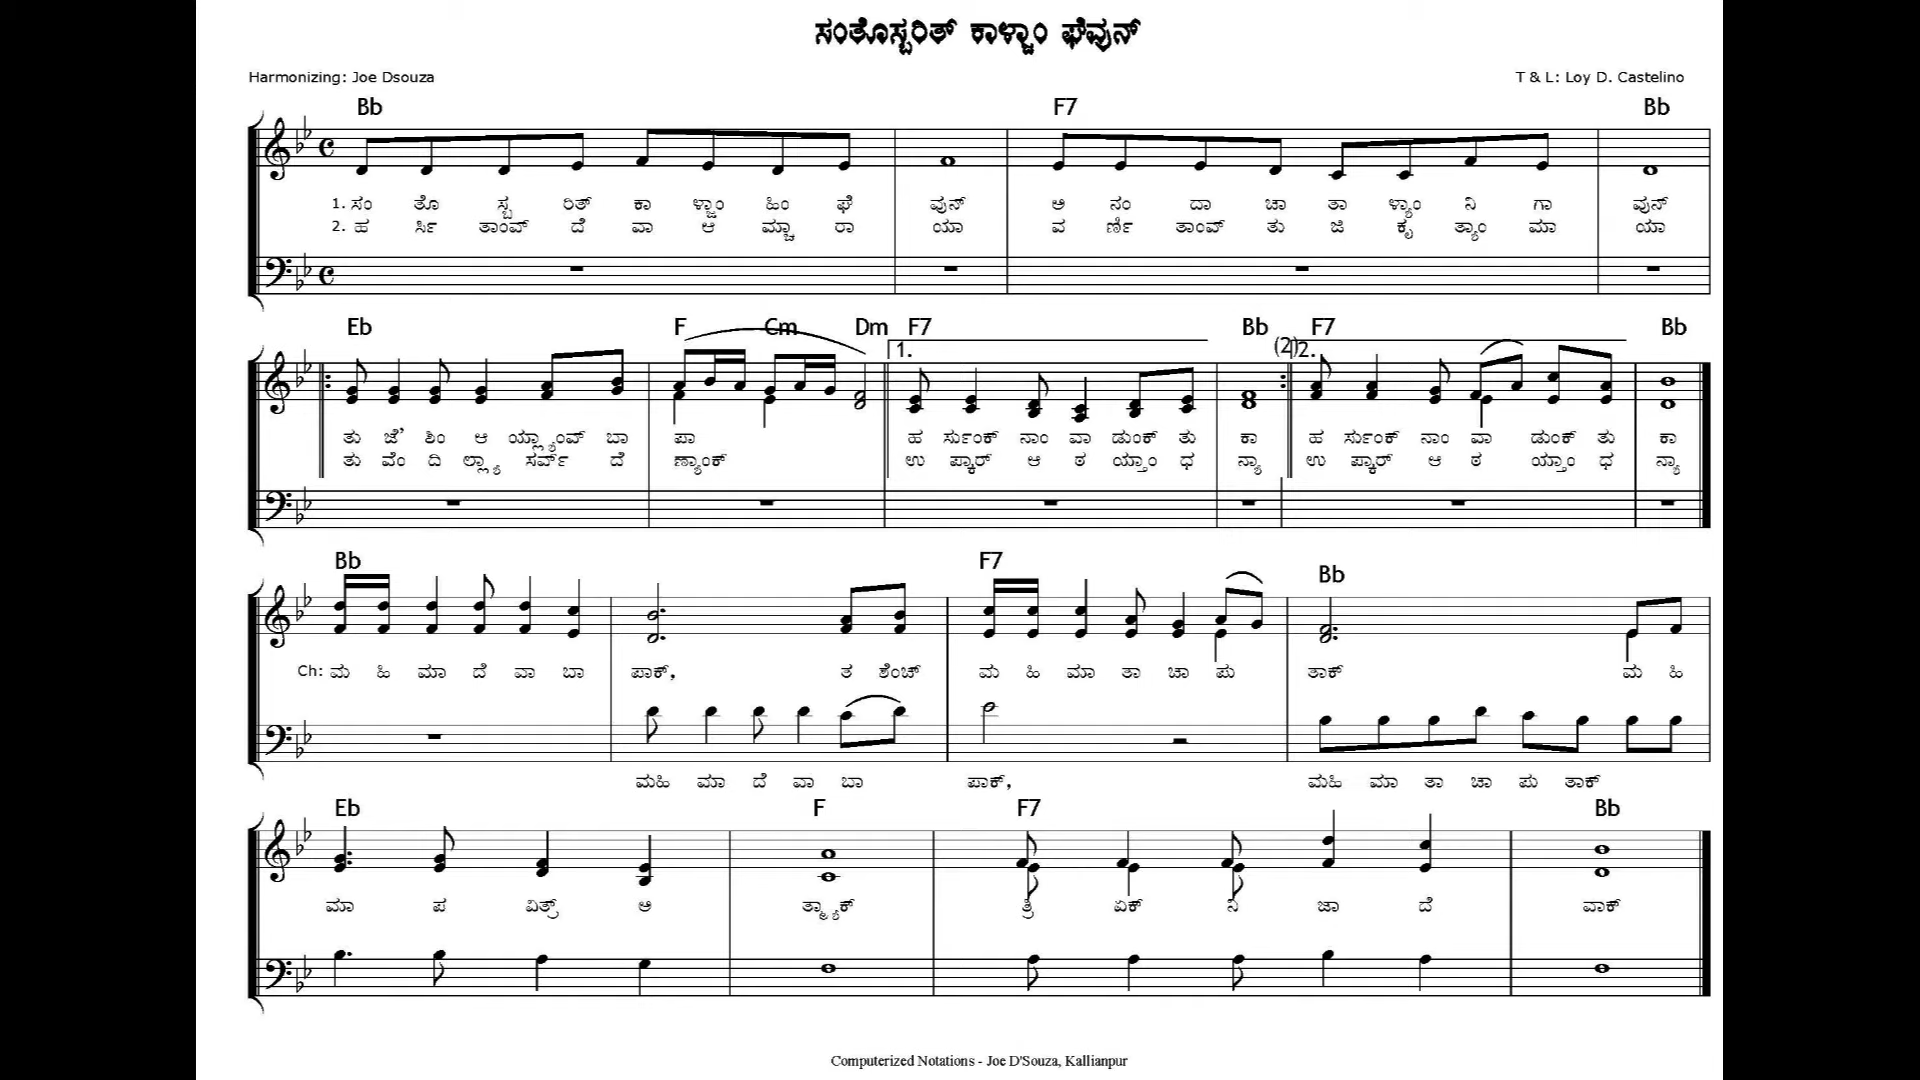 ಸಂತೊಸ್ಭರಿತ್ ಕಾಳ್ಜಾಂ ಘೆವುನ್
Harmonizing: Joe Dsouza T & L: Loy D. Castelino
Bb F7 Bb
1. ಸಂ ತೊ ಸ್ಬ ರಿತ್ ಕಾ ಳ್ಜಾಂ ಹಿಂ ಘೆ ವುನ್ ಅ ನಂ ದಾ ಚಾ ತಾ ಳ್ಯಾಂ ನಿ ಗಾ ವುನ್
2. ಹ ರ್ಸಿ ತಾಂವ್ ದೆ ವಾ ಆ ಮ್ಚಾ ರಾ ಯಾ ವ ರ್ಣಿ ತಾಂವ್ ತು ಜಿ ಕೃ ತ್ಯಾಂ ಮಾ ಯಾ
Eb F Cm Dm F7 Bb F7 Bb
1. (2) 2.
ತು ಜೆ' ಶಿಂ ಆ ಯ್ಲ್ಯಾಂವ್ ಬಾ ಪಾ ಹ ರ್ಸುಂಕ್ ನಾಂ ವಾ ಡುಂಕ್ ತು ಕಾ ಹ ರ್ಸುಂಕ್ ನಾಂ ವಾ ಡುಂಕ್ ತು ಕಾ
ತು ವೆಂ ದಿ ಲ್ಲ್ಯಾ ಸರ್ವ್ ದೆ ಣ್ಯಾಂಕ್ ಉ ಪ್ಕಾರ್ ಆ ಠ ಯ್ತಾಂ ಧ ನ್ಯಾ ಉ ಪ್ಕಾರ್ ಆ ಠ ಯ್ತಾಂ ಧ ನ್ಯಾ
Bb F7 Bb
Ch: ಮ ಹಿ ಮಾ ದೆ ವಾ ಬಾ ಪಾಕ್, ತ ಶೆಂಚ್ ಮ ಹಿ ಮಾ ತಾ ಚಾ ಪು ತಾಕ್ ಮ ಹಿ
ಮಹಿ ಮಾ ದೆ ವಾ ಬಾ ಪಾಕ್, ಮಹಿ ಮಾ ತಾ ಚಾ ಪು ತಾಕ್
Eb F F7 Bb
ಮಾ ಪ ವಿತ್ರ್ ಅ ತ್ಮ್ಯಾಕ್ ತ್ರಿ ಏಕ್ ನಿ ಜಾ ದೆ ವಾಕ್
Computerized Notations - Joe D'Souza, Kallianpur